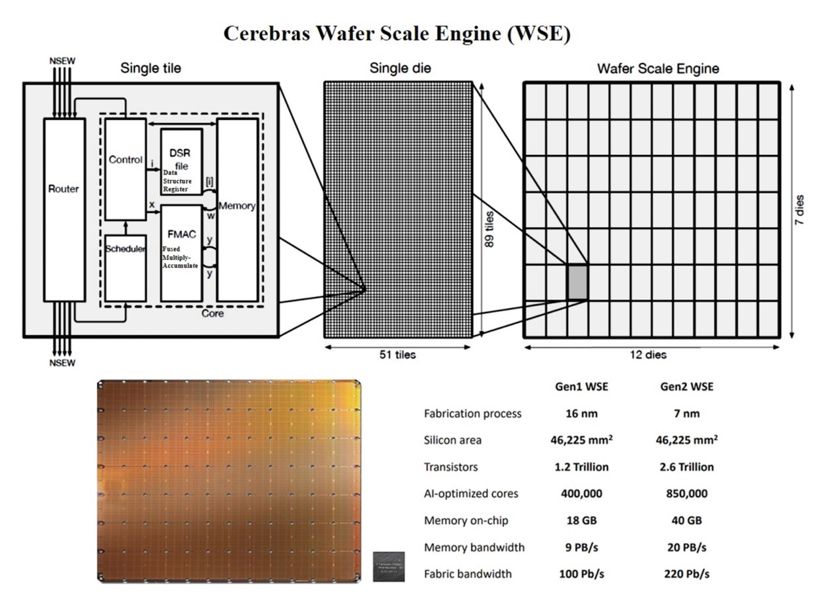 Cerebras Wafer Scale Engine (WSE)
Single tile
Single die
Wafer Scale Engine
NSEW
Router
Control
Scheduler
i
x
DSR
file
Data
Structure
Register
[i]
w
FMAC
Fused
Multiply-
Accumulate
y
y
Memory
Core
NSEW
89 tiles
51 tiles
7 dies
12 dies
Gen1 WSE Gen2 WSE
Fabrication process 16 nm 7 nm
Silicon area 46,225 mm² 46,225 mm²
Transistors 1.2 Trillion 2.6 Trillion
AI-optimized cores 400,000 850,000
Memory on-chip 18 GB 40 GB
Memory bandwidth 9 PB/s 20 PB/s
Fabric bandwidth 100 Pb/s 220 Pb/s